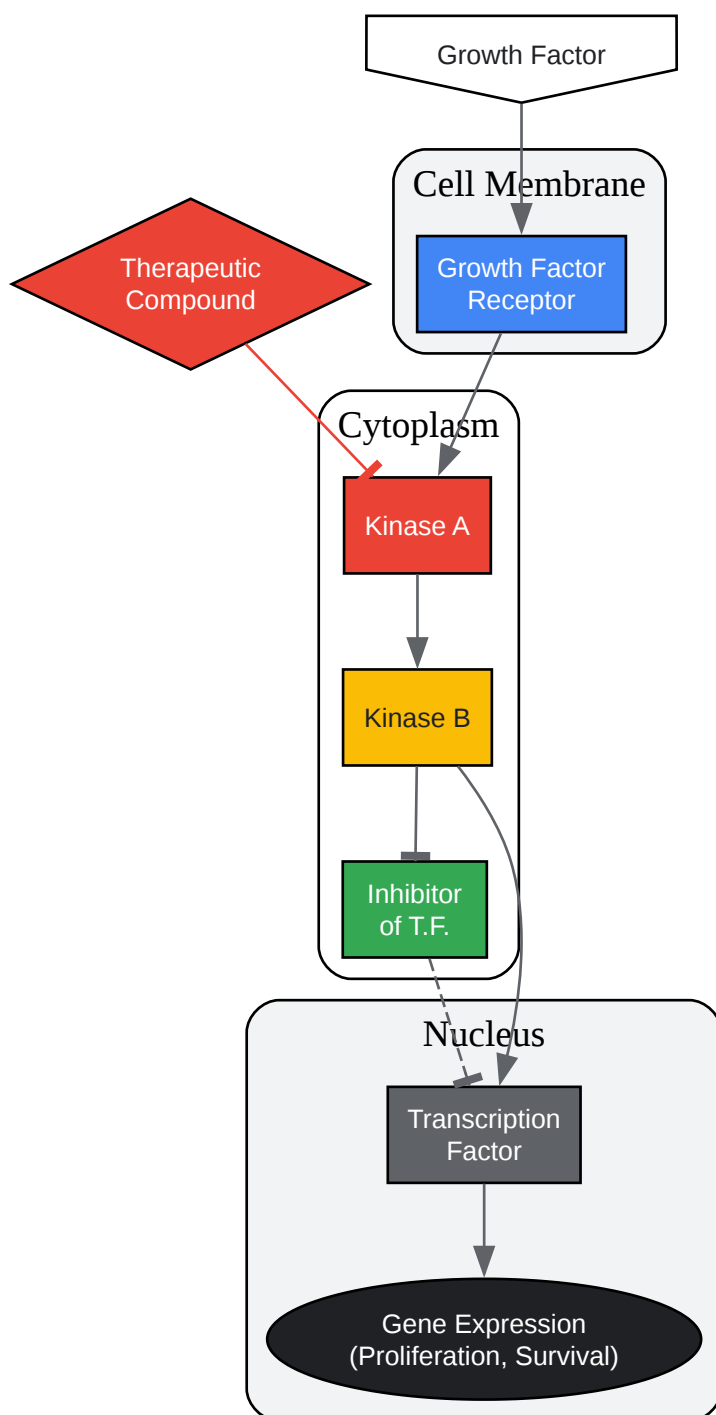 Growth Factor
Cell Membrane
Growth Factor
Receptor
Therapeutic
Compound
Cytoplasm
Kinase A
Kinase B
Inhibitor
of T.F.
Nucleus
Transcription
Factor
Gene Expression
(Proliferation, Survival)